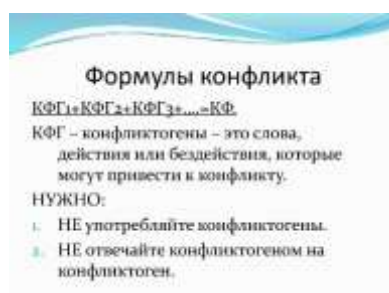 Формулы конфликта
КФГ1+КФГ2+КФГ3+....=КФ.
КФГ – конфликтогены – это слова,
действия или бездействия, которые
могут привести к конфликту.
НУЖНО:
1. НЕ употребляйте конфликтогены.
2. НЕ отвечайте конфликтогеном на
конфликтоген.